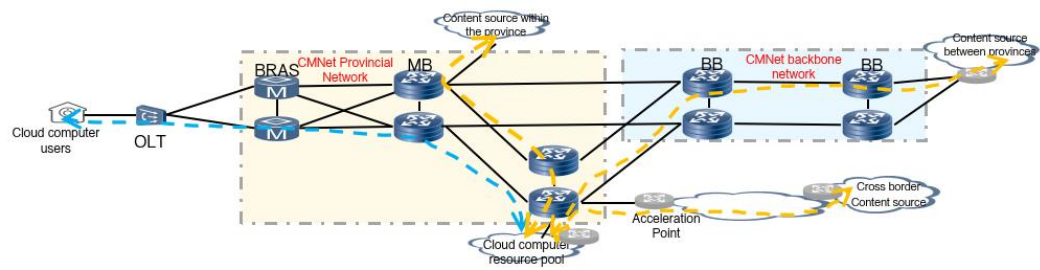 Content source within
the province
Content source
between provinces
CMNet Provincial
Network
BRAS
MB
BB
CMNet backbone
network
BB
M
M
Cloud computer
users
OLT
Cross border
Content source
Acceleration
Point
Cloud computer
resource pool